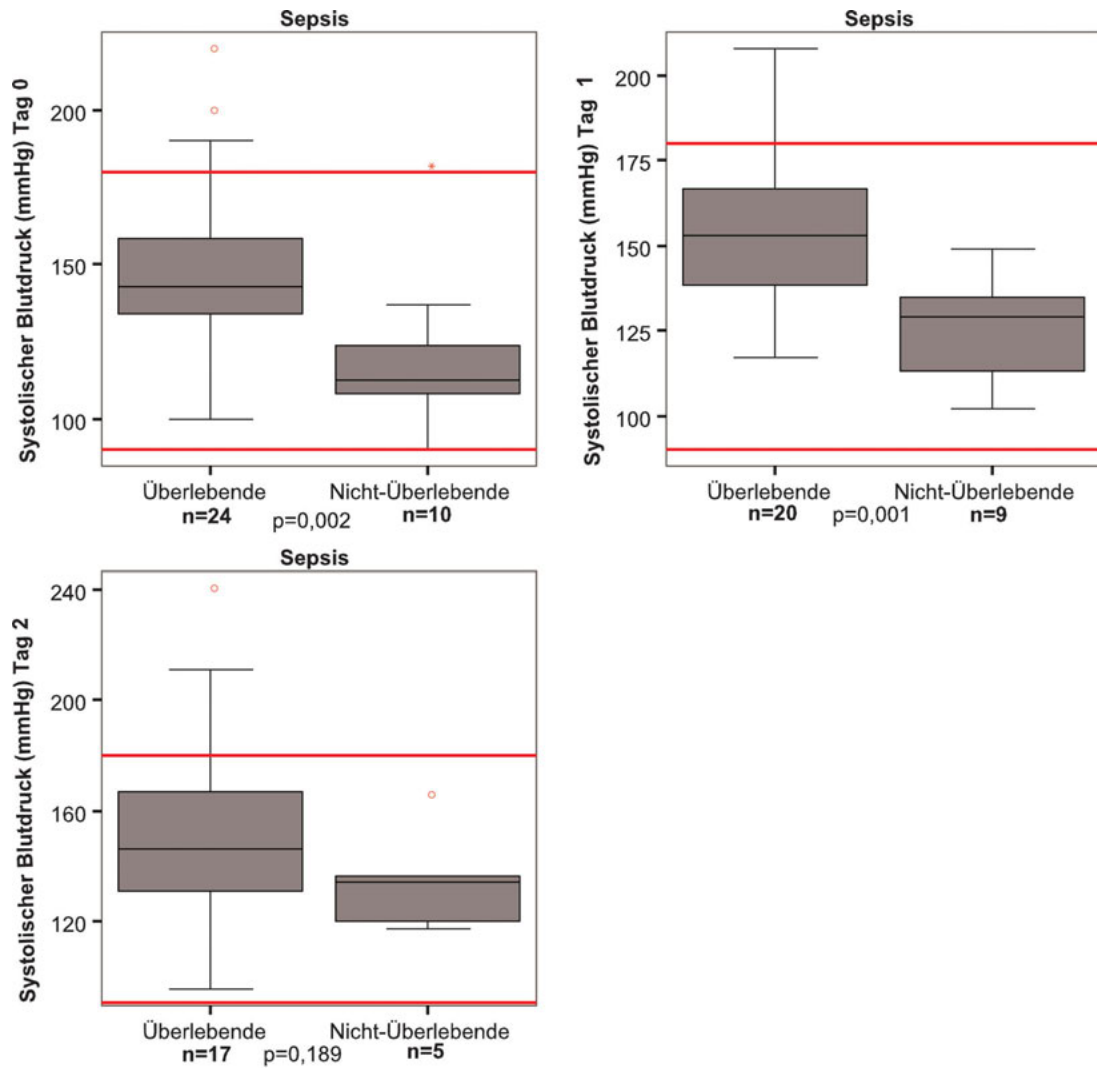 Sepsis
Systolischer Blutdruck (mmHg) Tag 0
200
150
100
Überlebende Nicht-Überlebende
n=24 p=0,002 n=10
Sepsis
Systolischer Blutdruck (mmHg) Tag 1
200
175
150
125
100
Überlebende Nicht-Überlebende
n=20 p=0,001 n=9
Sepsis
Systolischer Blutdruck (mmHg) Tag 2
240
200
160
120
Überlebende Nicht-Überlebende
n=17 p=0,189 n=5